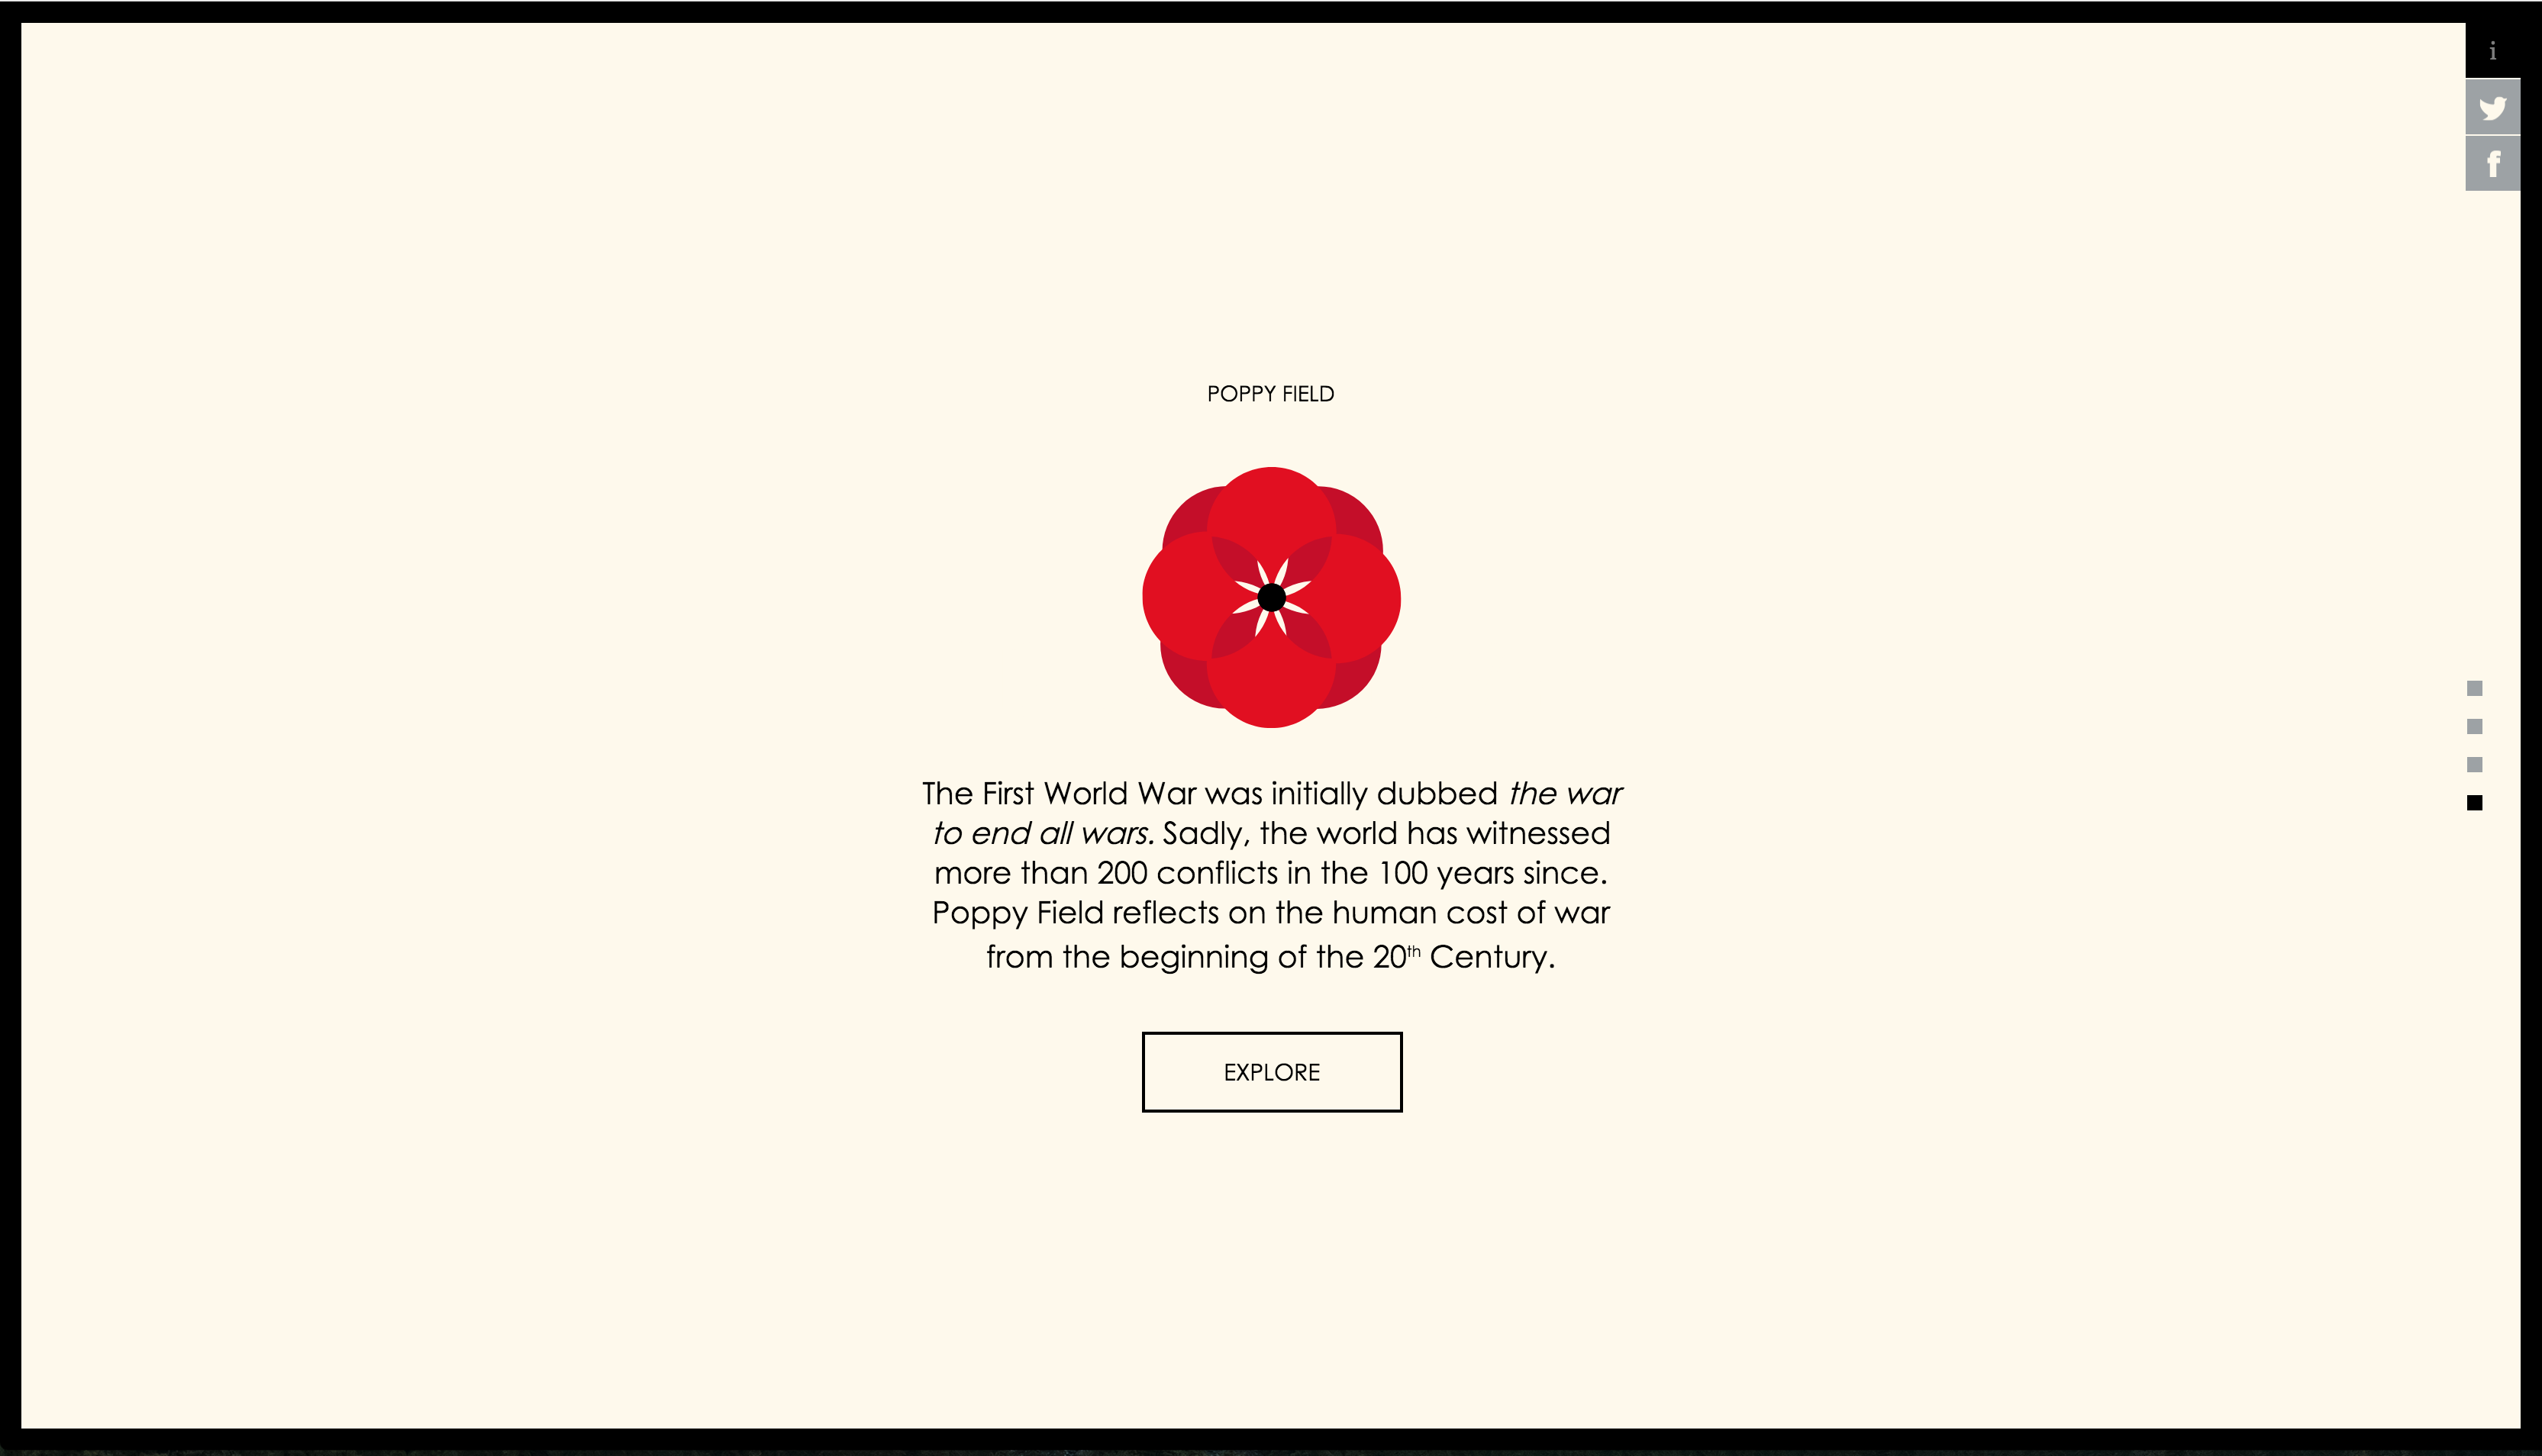 i
POPPY FIELD
The First World War was initially dubbed the war
to end all wars. Sadly, the world has witnessed
more than 200 conflicts in the 100 years since.
Poppy Field reflects on the human cost of war
from the beginning of the 20th Century.
EXPLORE